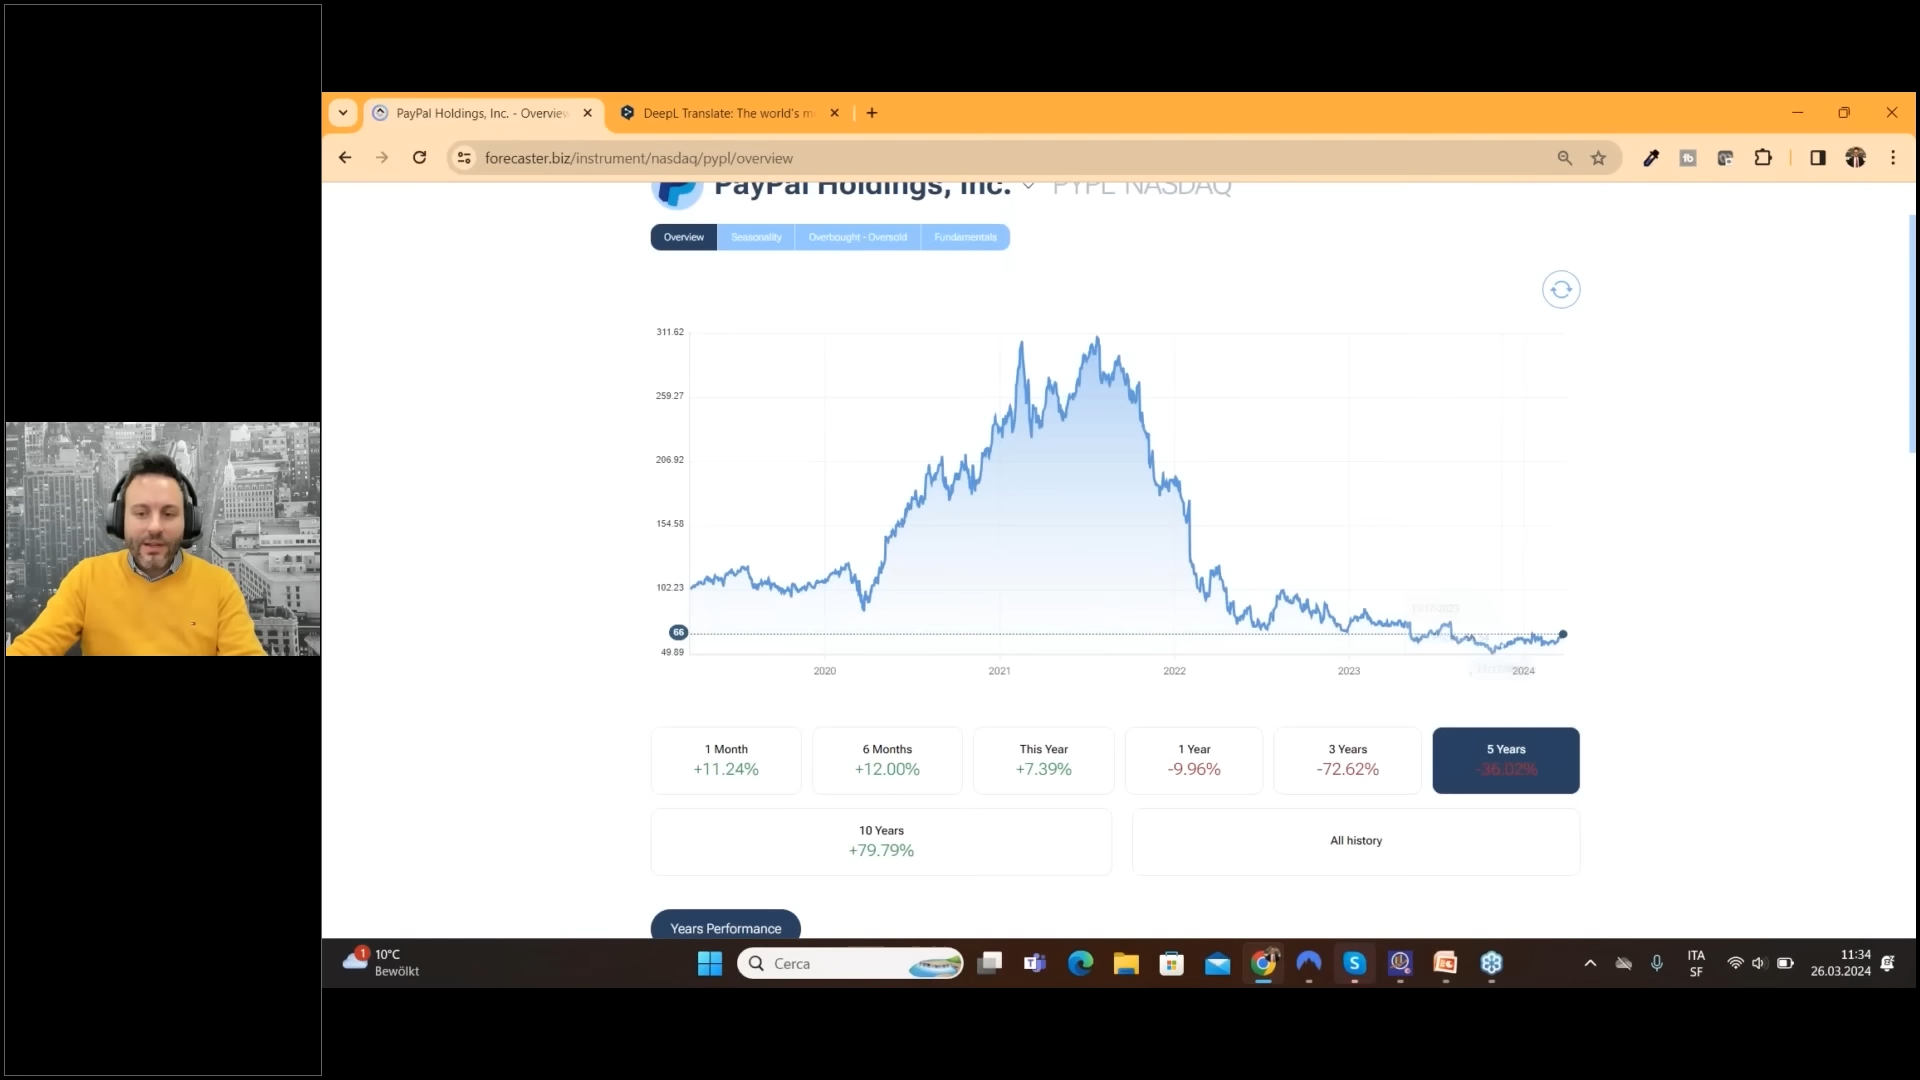 PayPal Holdings, Inc. - Overview
DeepL Translate: The world's m
forecaster.biz/instrument/nasdaq/pypl/overview
PayPal Holdings, Inc. PYPL NASDAQ
Overview Seasonality Overbought - Oversold Fundamentals
311.62
259.27
206.92
154.58
102.23
66
49.89
2020 2021 2022 2023 2024
1 Month 6 Months This Year 1 Year 3 Years 5 Years
+11.24% +12.00% +7.39% -9.96% -72.62% -36.02%
10 Years
+79.79%
All history
Years Performance
1
10°C
Bewölkt
Cerca
ITA
SF
11:34
26.03.2024